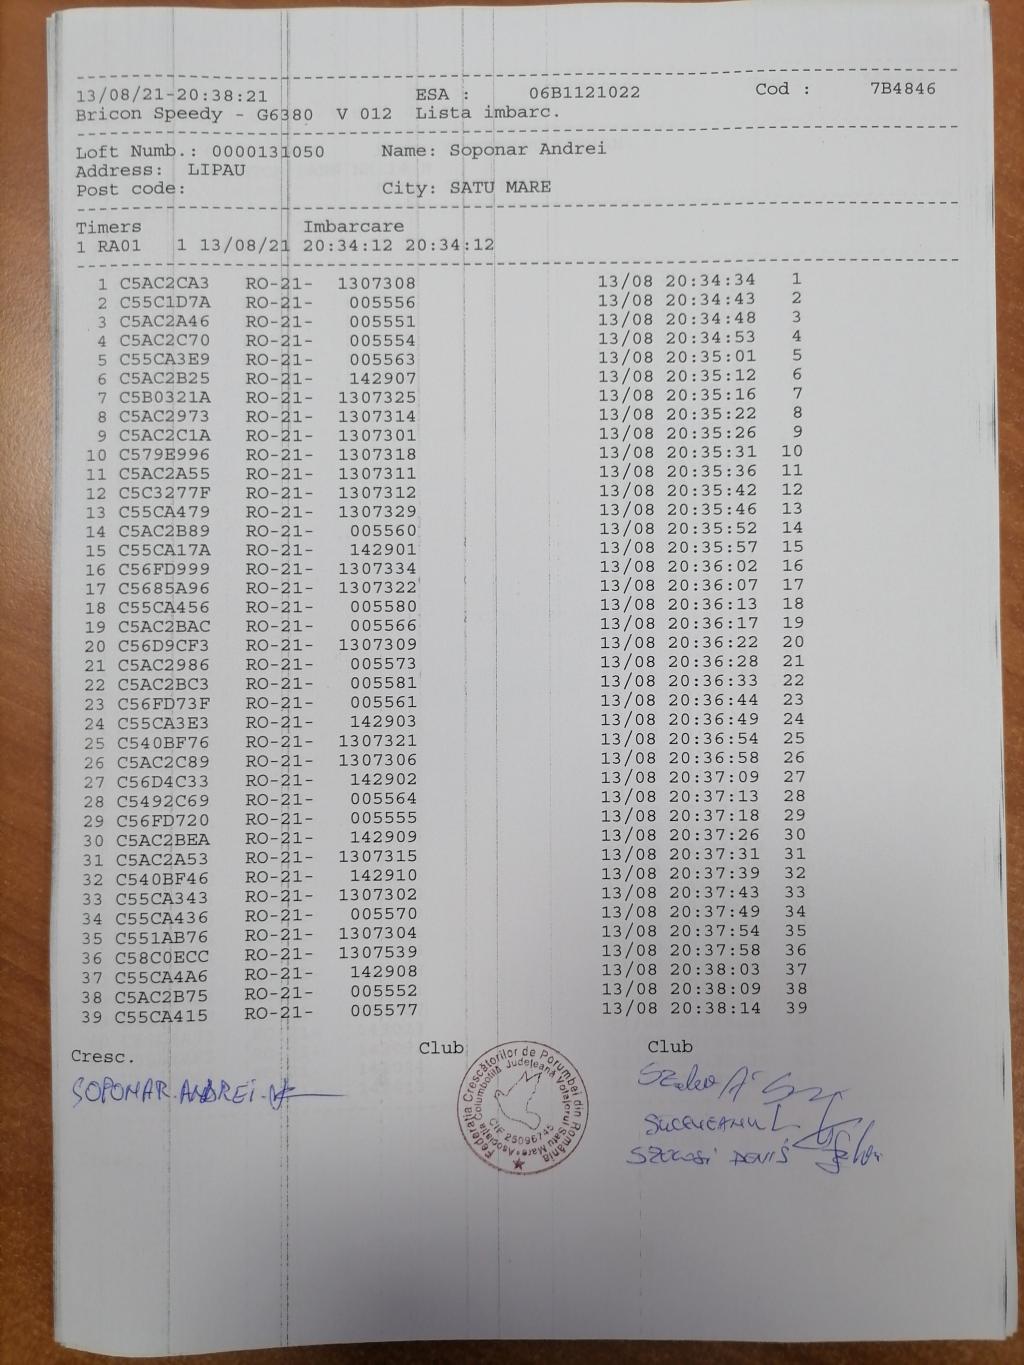 13/08/21-20:38:21 ESA : 06B1121022 Cod : 7B4846
Bricon Speedy - G6380 V 012 Lista imbarc.
Loft Numb.: 0000131050 Name: Soponar Andrei
Address: LIPAU
Post code: City: SATU MARE
Timers Imbarcare
1 RA01 1 13/08/21 20:34:12 20:34:12
1 C5AC2CA3 RO-21- 1307308 13/08 20:34:34 1
2 C55C1D7A RO-21- 005556 13/08 20:34:43 2
3 C5AC2A46 RO-21- 005551 13/08 20:34:48 3
4 C5AC2C70 RO-21- 005554 13/08 20:34:53 4
5 C55CA3E9 RO-21- 005563 13/08 20:35:01 5
6 C5AC2B25 RO-21- 142907 13/08 20:35:12 6
7 C5B0321A RO-21- 1307325 13/08 20:35:16 7
8 C5AC2973 RO-21- 1307314 13/08 20:35:22 8
9 C5AC2C1A RO-21- 1307301 13/08 20:35:26 9
10 C579E996 RO-21- 1307318 13/08 20:35:31 10
11 C5AC2A55 RO-21- 1307311 13/08 20:35:36 11
12 C5C3277F RO-21- 1307312 13/08 20:35:42 12
13 C55CA479 RO-21- 1307329 13/08 20:35:46 13
14 C5AC2B89 RO-21- 005560 13/08 20:35:52 14
15 C55CA17A RO-21- 142901 13/08 20:35:57 15
16 C56FD999 RO-21- 1307334 13/08 20:36:02 16
17 C5685A96 RO-21- 1307322 13/08 20:36:07 17
18 C55CA456 RO-21- 005580 13/08 20:36:13 18
19 C5AC2BAC RO-21- 005566 13/08 20:36:17 19
20 C56D9CF3 RO-21- 1307309 13/08 20:36:22 20
21 C5AC2986 RO-21- 005573 13/08 20:36:28 21
22 C5AC2BC3 RO-21- 005581 13/08 20:36:33 22
23 C56FD73F RO-21- 005561 13/08 20:36:44 23
24 C55CA3E3 RO-21- 142903 13/08 20:36:49 24
25 C540BF76 RO-21- 1307321 13/08 20:36:54 25
26 C5AC2C89 RO-21- 1307306 13/08 20:36:58 26
27 C56D4C33 RO-21- 142902 13/08 20:37:09 27
28 C5492C69 RO-21- 005564 13/08 20:37:13 28
29 C56FD720 RO-21- 005555 13/08 20:37:18 29
30 C5AC2BEA RO-21- 142909 13/08 20:37:26 30
31 C5AC2A53 RO-21- 1307315 13/08 20:37:31 31
32 C540BF46 RO-21- 142910 13/08 20:37:39 32
33 C55CA343 RO-21- 1307302 13/08 20:37:43 33
34 C55CA436 RO-21- 005570 13/08 20:37:49 34
35 C551AB76 RO-21- 1307304 13/08 20:37:54 35
36 C58C0ECC RO-21- 1307539 13/08 20:37:58 36
37 C55CA4A6 RO-21- 142908 13/08 20:38:03 37
38 C5AC2B75 RO-21- 005552 13/08 20:38:09 38
39 C55CA415 RO-21- 005577 13/08 20:38:14 39
Cresc. Club Club
SOPONAR ANDREI
Federația Crescătorilor de Porumbei din România
Asociația Columbofilă Județeană Voiajorul Satu Mare
CIF 25096745
DENIS